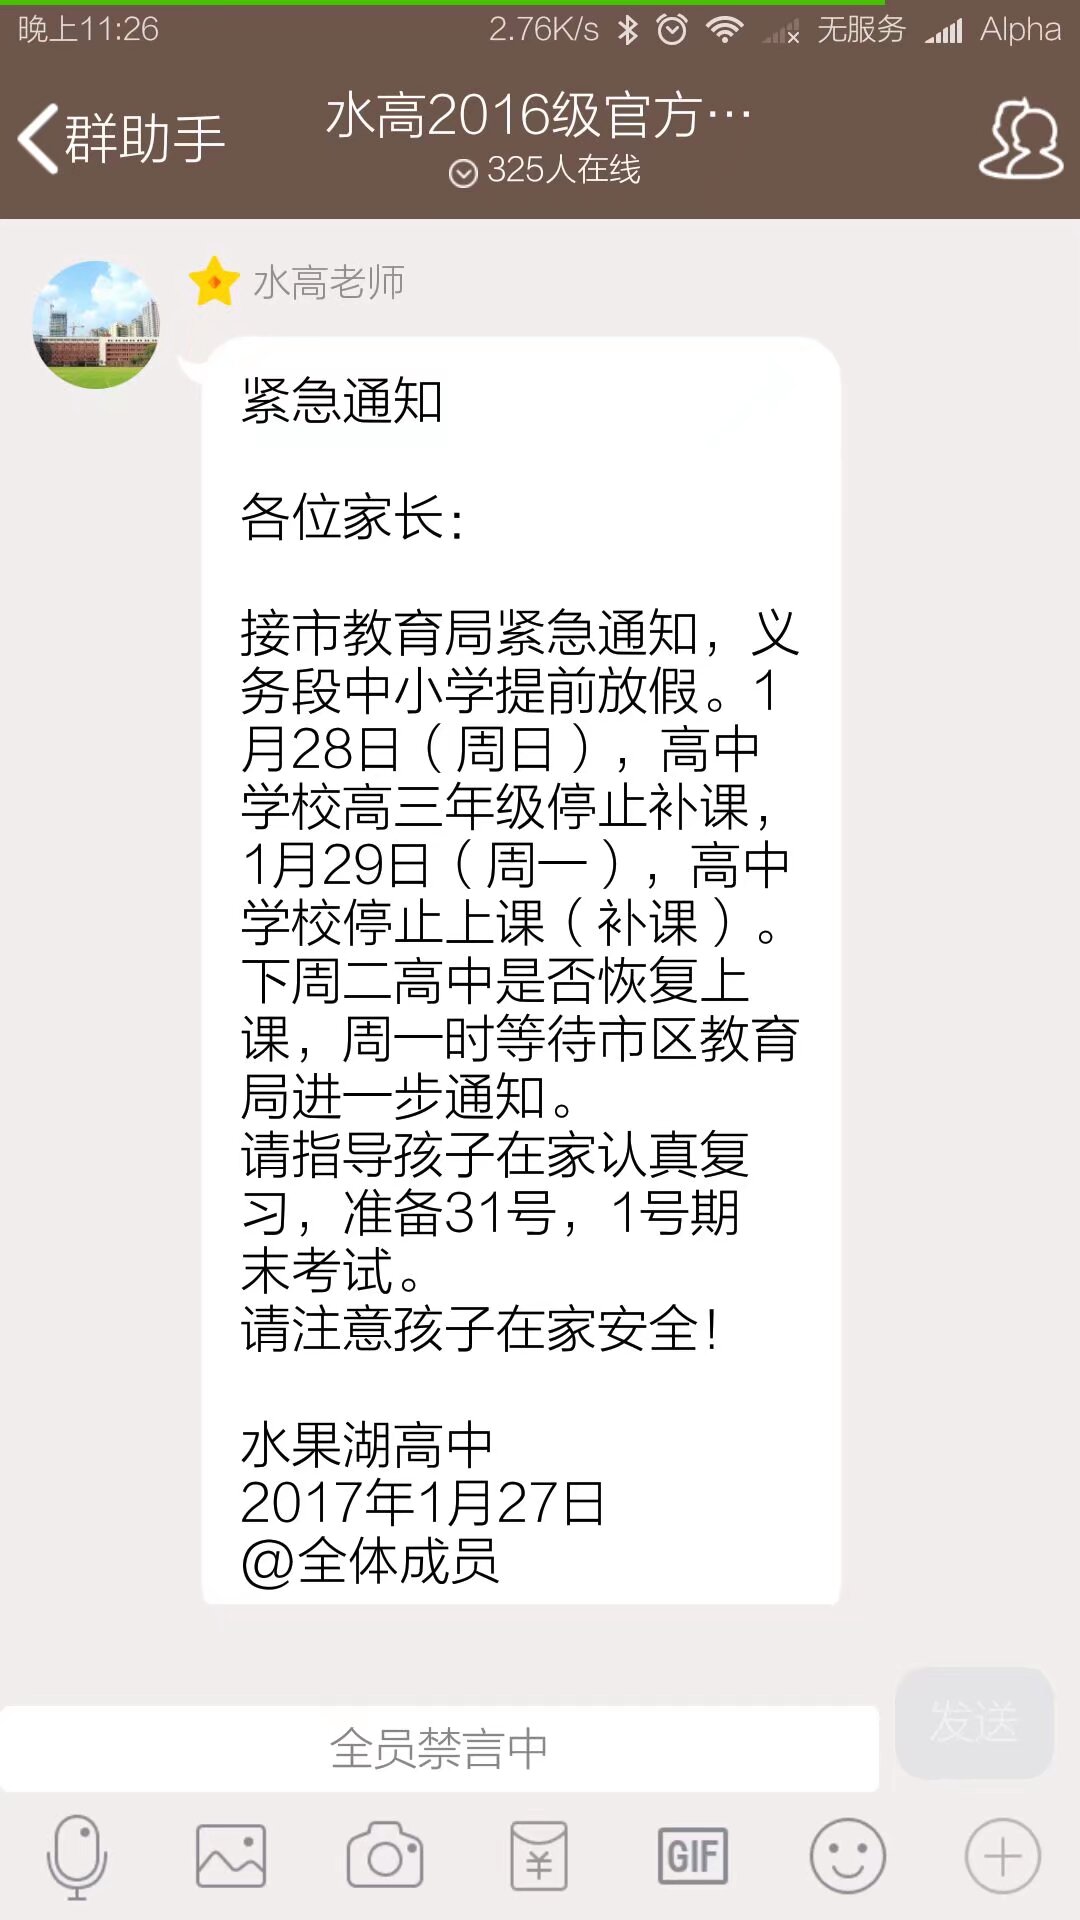 晚上11:26
2.76K/s
无服务
Alpha
群助手
水高2016级官方…
325人在线
水高老师
紧急通知
各位家长：
接市教育局紧急通知，义
务段中小学提前放假。1
月28日（周日），高中
学校高三年级停止补课，
1月29日（周一），高中
学校停止上课（补课）。
下周二高中是否恢复上
课，周一时等待市区教育
局进一步通知。
请指导孩子在家认真复
习，准备31号，1号期
末考试。
请注意孩子在家安全！
水果湖高中
2017年1月27日
@全体成员
全员禁言中
发送
GIF